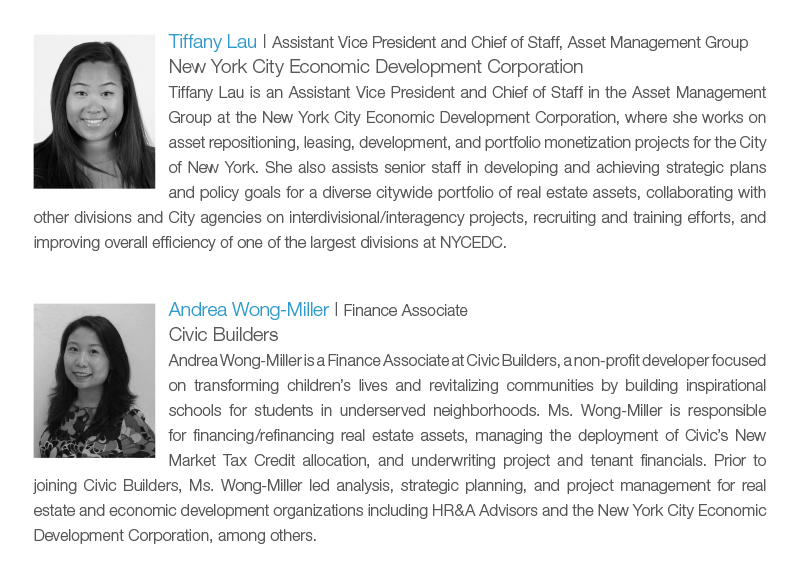 Tiffany Lau | Assistant Vice President and Chief of Staff, Asset Management Group
New York City Economic Development Corporation
Tiffany Lau is an Assistant Vice President and Chief of Staff in the Asset Management
Group at the New York City Economic Development Corporation, where she works on
asset repositioning, leasing, development, and portfolio monetization projects for the City
of New York. She also assists senior staff in developing and achieving strategic plans
and policy goals for a diverse citywide portfolio of real estate assets, collaborating with
other divisions and City agencies on interdivisional/interagency projects, recruiting and training efforts, and
improving overall efficiency of one of the largest divisions at NYCEDC.
Andrea Wong-Miller | Finance Associate
Civic Builders
Andrea Wong-Miller is a Finance Associate at Civic Builders, a non-profit developer focused
on transforming children's lives and revitalizing communities by building inspirational
schools for students in underserved neighborhoods. Ms. Wong-Miller is responsible
for financing/refinancing real estate assets, managing the deployment of Civic's New
Market Tax Credit allocation, and underwriting project and tenant financials. Prior to
joining Civic Builders, Ms. Wong-Miller led analysis, strategic planning, and project management for real
estate and economic development organizations including HR&A Advisors and the New York City Economic
Development Corporation, among others.